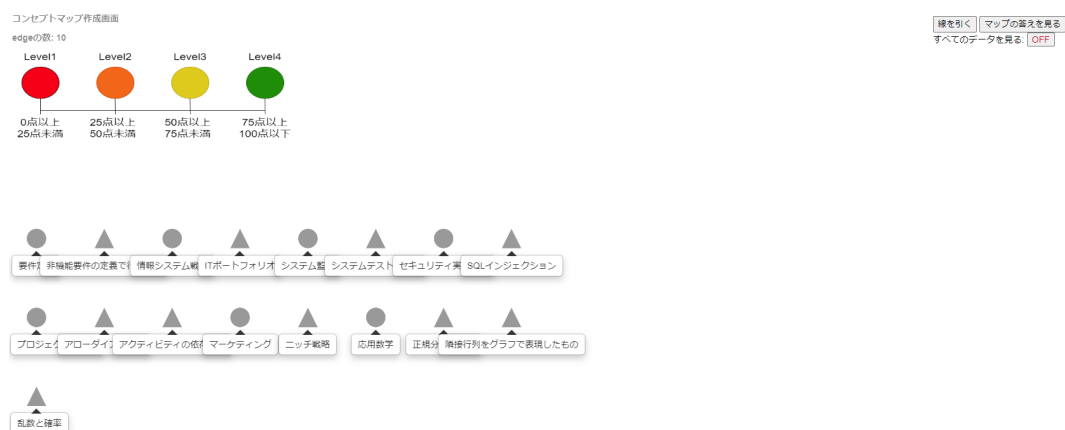 コンセプトマップ作成画面
線を引く マップの答えを見る
edgeの数: 10
すべてのデータを見る: OFF
Level1 Level2 Level3 Level4
0点以上 25点以上 50点以上 75点以上
25点未満 50点未満 75点未満 100点以下
要件 非機能要件の定義で 情報システム戦 ITポートフォリオ システム監 システムテスト セキュリティ実 SQLインジェクション
プロジェク アローダイア アクティビティの依存 マーケティング ニッチ戦略 応用数学 正規分 隣接行列をグラフで表現したもの
乱数と確率